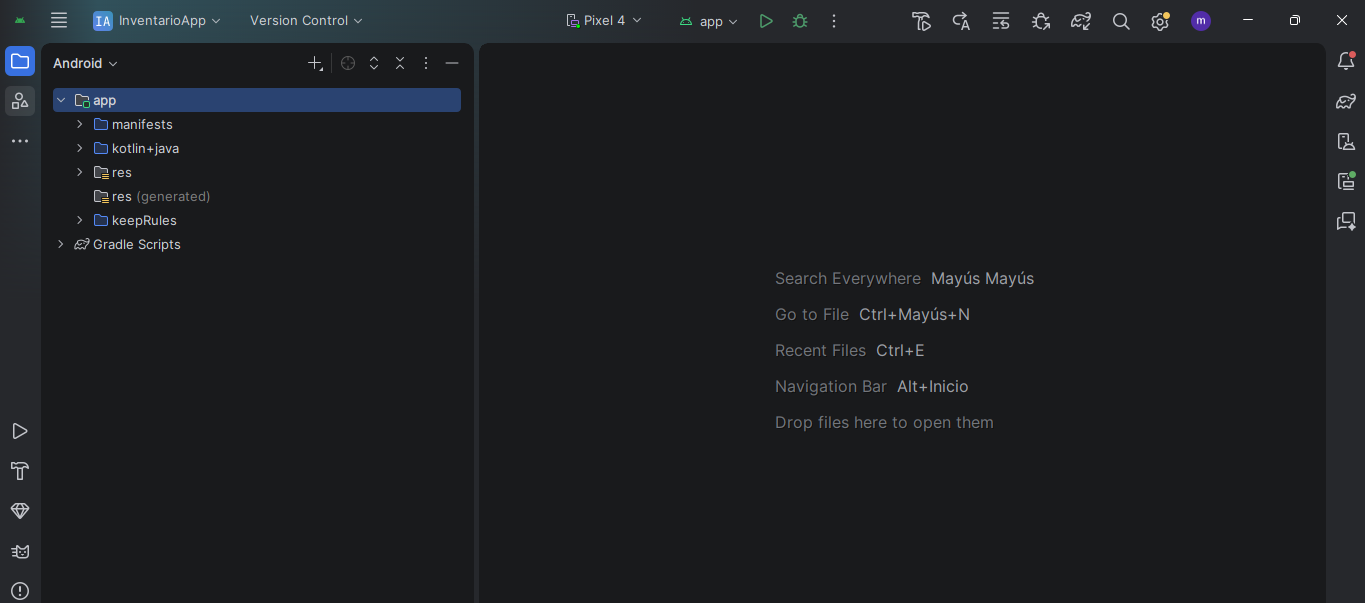 IA InventarioApp Version Control Pixel 4 app m
Android
app
manifests
kotlin+java
res
res (generated)
keepRules
Gradle Scripts
Search Everywhere Mayús Mayús
Go to File Ctrl+Mayús+N
Recent Files Ctrl+E
Navigation Bar Alt+Inicio
Drop files here to open them